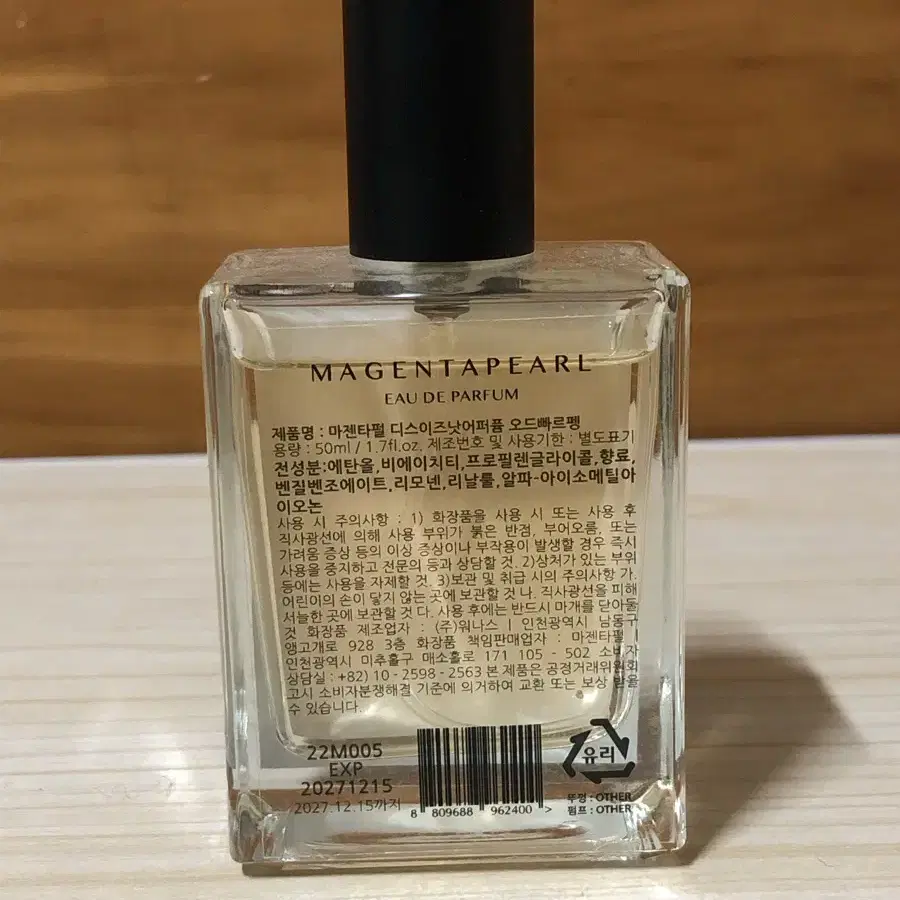 MAGENTAPEARL
EAU DE PARFUM
제품명 : 마젠타펄 디스이즈낫어퍼퓸 오드빠르펭
용량 : 50ml / 1.7fl.oz, 제조번호 및 사용기한 : 별도표기
전성분:에탄올,비에이치티,프로필렌글라이콜,향료,
벤질벤조에이트,리모넨,리날룰,알파-아이소메틸아
이오논
사용 시 주의사항 : 1) 화장품을 사용 시 또는 사용 후
직사광선에 의해 사용 부위가 붉은 반점, 부어오름, 또는
가려움 증상 등의 이상 증상이나 부작용이 발생할 경우 즉시
사용을 중지하고 전문의 등과 상담할 것. 2)상처가 있는 부위
등에는 사용을 자제할 것. 3)보관 및 취급 시의 주의사항 가.
어린이의 손이 닿지 않는 곳에 보관할 것 나. 직사광선을 피해
서늘한 곳에 보관할 것 다. 사용 후에는 반드시 마개를 닫아둘
것 화장품 제조업자 : (주)워나스 | 인천광역시 남동구
앵고개로 928 3층 화장품 책임판매업자 : 마젠타펄 |
인천광역시 미추홀구 매소홀로 171 105 - 502 소비자
상담실 : +82) 10 - 2598 - 2563 본 제품은 공정거래위원회
고시 소비자분쟁해결 기준에 의거하여 교환 또는 보상 받을
수 있습니다.
22M005
EXP
20271215
2027.12.15까지
8 809688 962400 >
유리
뚜껑 : OTHER
펌프 : OTHER